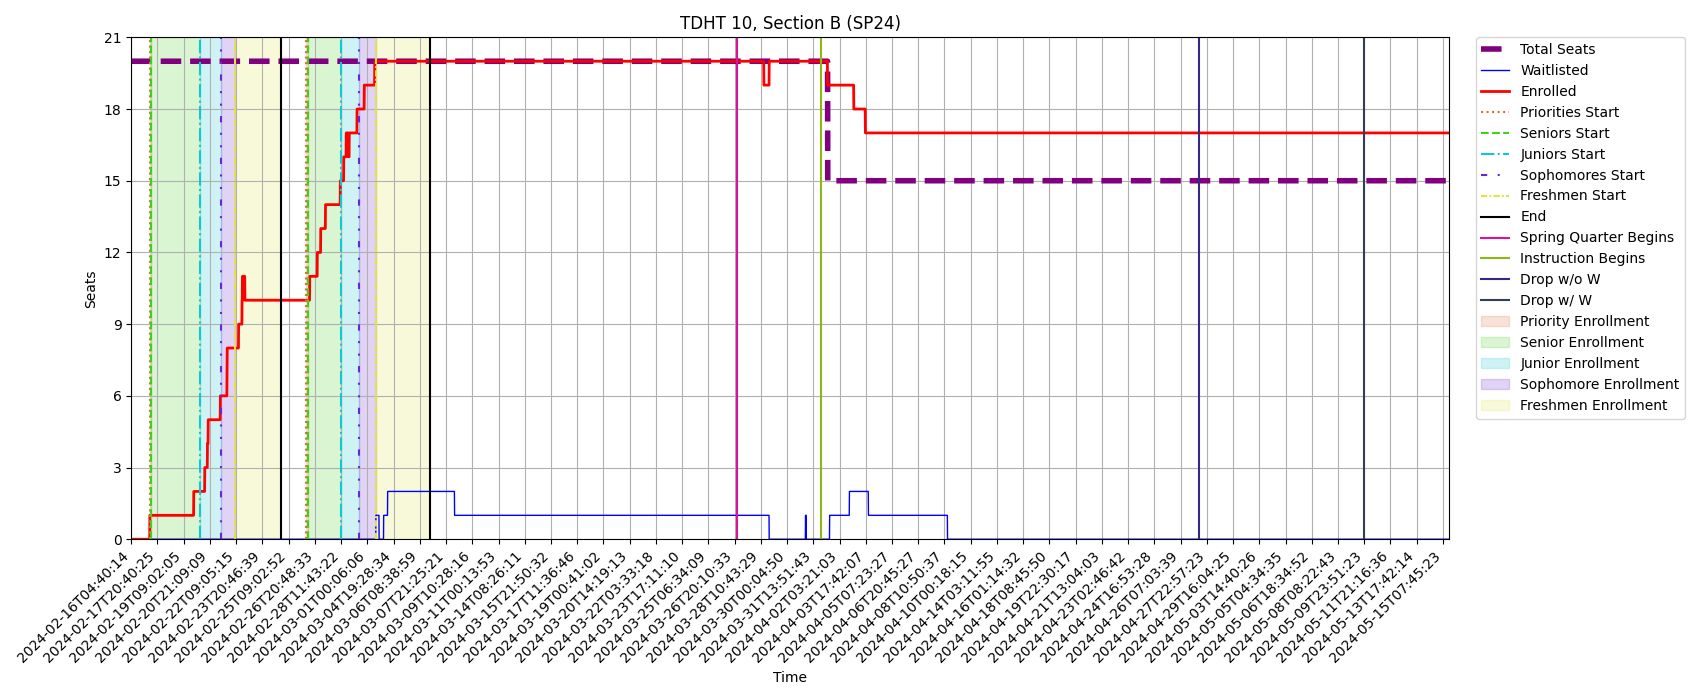 TDHT 10, Section B (SP24)
21
18
15
12
9
6
3
0
Seats
2024-02-16T04:40:14
2024-02-17T20:40:25
2024-02-19T09:02:05
2024-02-20T21:09:09
2024-02-22T09:05:15
2024-02-23T20:46:39
2024-02-25T09:02:52
2024-02-26T20:48:33
2024-02-28T11:43:22
2024-03-01T00:06:06
2024-03-04T19:28:34
2024-03-06T08:38:59
2024-03-07T21:25:21
2024-03-09T10:28:16
2024-03-11T00:13:53
2024-03-14T08:26:11
2024-03-15T21:50:32
2024-03-17T11:36:46
2024-03-19T00:41:02
2024-03-20T14:19:13
2024-03-22T03:33:18
2024-03-23T17:11:10
2024-03-25T06:34:09
2024-03-26T20:10:33
2024-03-28T10:43:29
2024-03-30T00:04:50
2024-03-31T13:51:43
2024-04-02T03:21:03
2024-04-03T17:42:07
2024-04-05T07:23:27
2024-04-06T20:45:27
2024-04-08T10:50:37
2024-04-10T00:18:15
2024-04-14T03:11:55
2024-04-16T01:14:32
2024-04-18T08:45:50
2024-04-19T22:30:17
2024-04-21T13:04:03
2024-04-23T02:46:42
2024-04-24T16:53:28
2024-04-26T07:03:39
2024-04-27T22:57:23
2024-04-29T16:04:25
2024-05-03T14:40:26
2024-05-05T04:34:35
2024-05-06T18:34:52
2024-05-08T08:22:43
2024-05-09T23:51:23
2024-05-11T21:16:36
2024-05-13T17:42:14
2024-05-15T07:45:23
Time
Total Seats
Waitlisted
Enrolled
Priorities Start
Seniors Start
Juniors Start
Sophomores Start
Freshmen Start
End
Spring Quarter Begins
Instruction Begins
Drop w/o W
Drop w/ W
Priority Enrollment
Senior Enrollment
Junior Enrollment
Sophomore Enrollment
Freshmen Enrollment